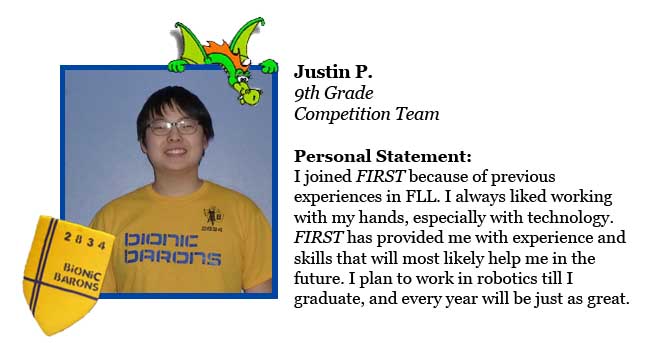 Justin P.
9th Grade
Competition Team
Personal Statement:
I joined FIRST because of previous
experiences in FLL. I always liked working
with my hands, especially with technology.
FIRST has provided me with experience and
skills that will most likely help me in the
future. I plan to work in robotics till I
graduate, and every year will be just as great.
2834
BIONIC
BARONS
2834
BIONIC
BARONS